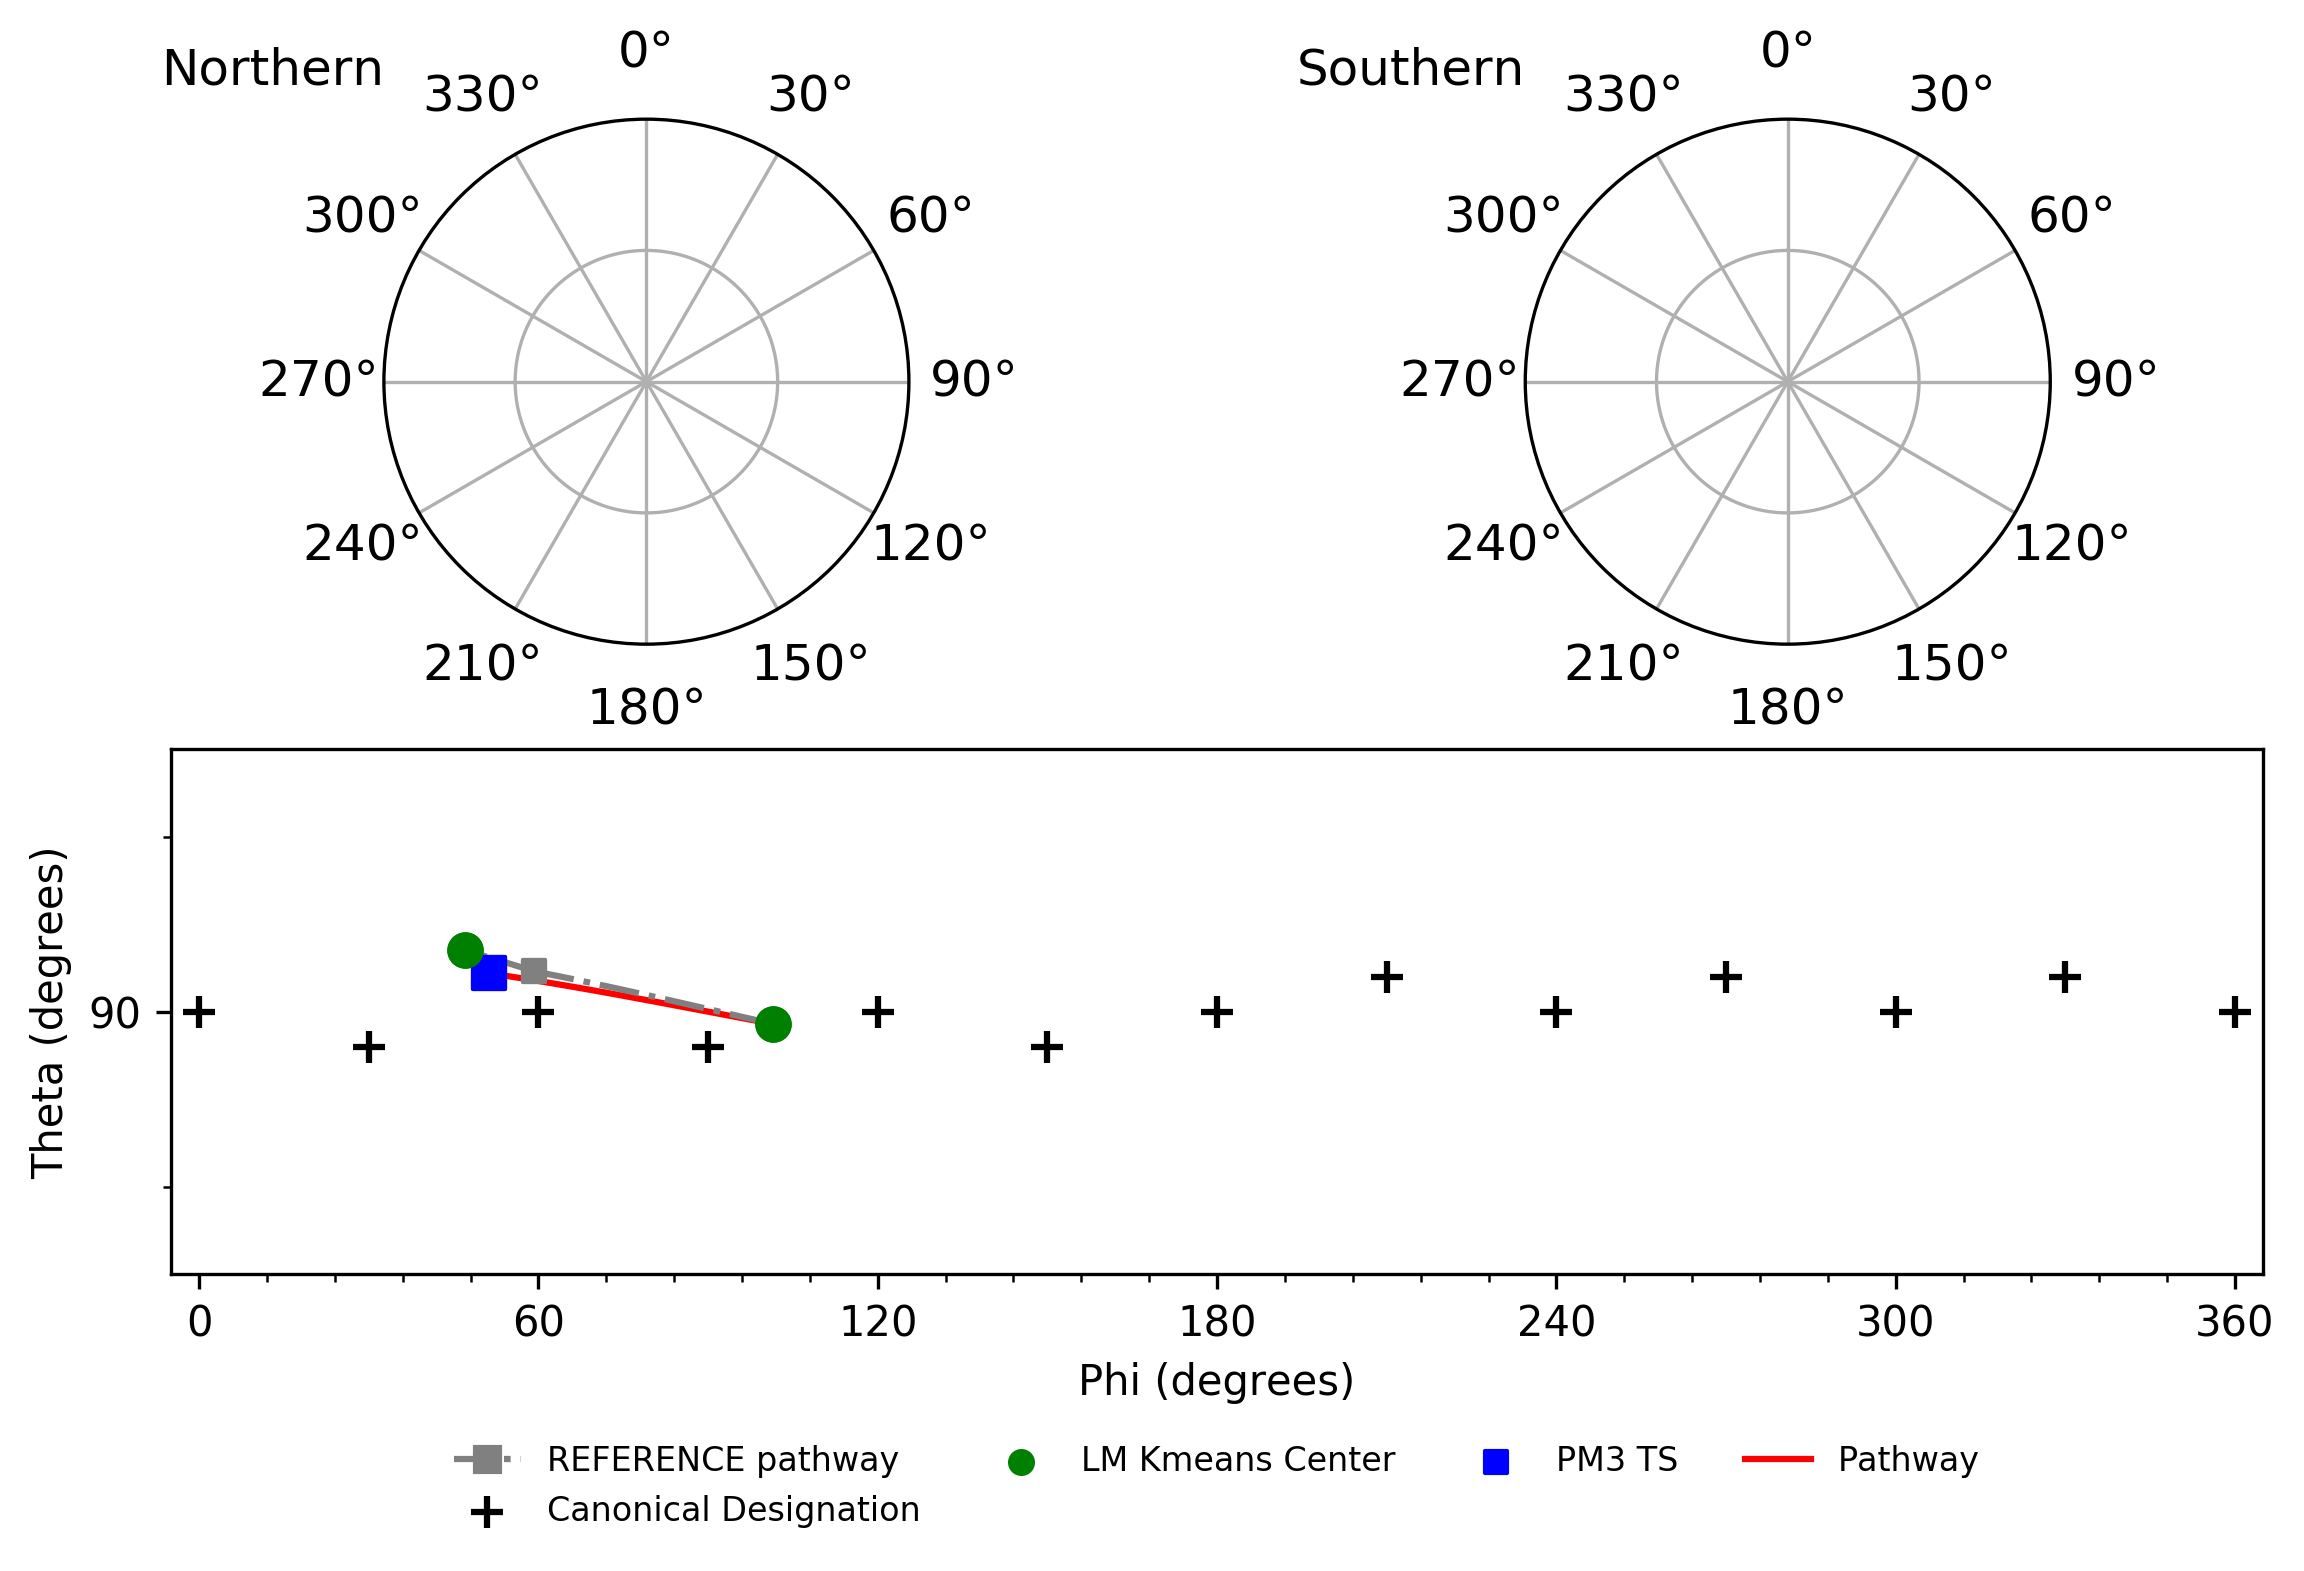 Northern
0°
330°
30°
300°
60°
270°
90°
240°
120°
210°
150°
180°
Southern
0°
330°
30°
300°
60°
270°
90°
240°
120°
210°
150°
180°
Theta (degrees)
90
0 60 120 180 240 300 360
Phi (degrees)
REFERENCE pathway
Canonical Designation
LM Kmeans Center
PM3 TS
Pathway